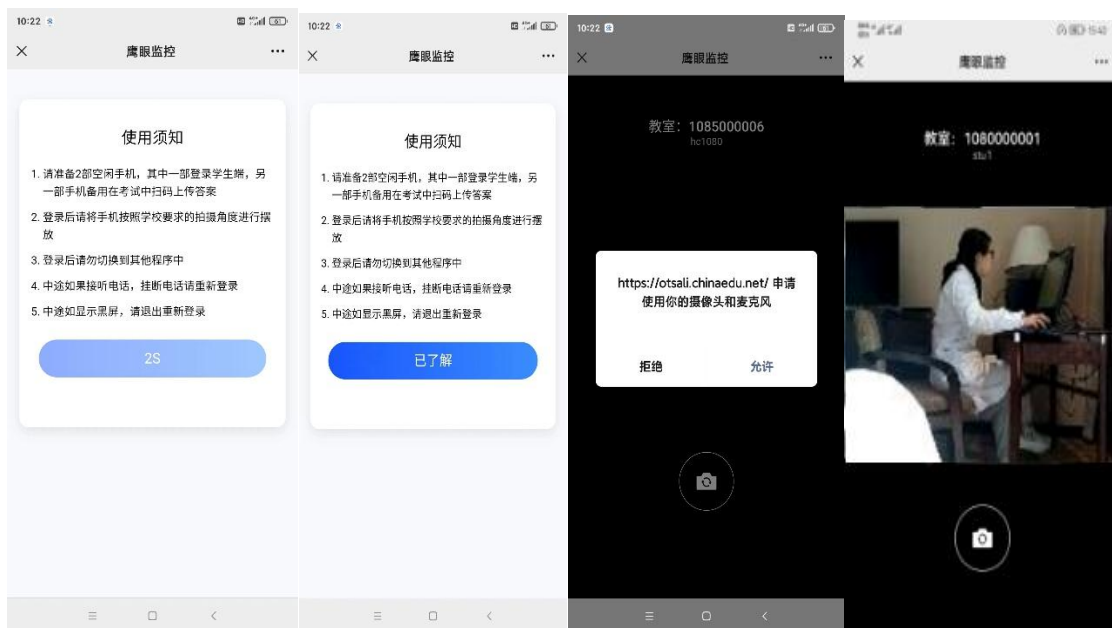 10:22
鹰眼监控
使用须知
1. 请准备2部空闲手机，其中一部登录学生端，另
一部手机备用在考试中扫码上传答案
2. 登录后请将手机按照学校要求的拍摄角度进行摆
放
3. 登录后请勿切换到其他程序中
4. 中途如果接听电话，挂断电话请重新登录
5. 中途如显示黑屏，请退出重新登录
2S
10:22
鹰眼监控
使用须知
1. 请准备2部空闲手机，其中一部登录学生端，另
一部手机备用在考试中扫码上传答案
2. 登录后请将手机按照学校要求的拍摄角度进行摆
放
3. 登录后请勿切换到其他程序中
4. 中途如果接听电话，挂断电话请重新登录
5. 中途如显示黑屏，请退出重新登录
已了解
10:22
鹰眼监控
教室：1085000006
hc1080
https://otsali.chinaedu.net/ 申请
使用你的摄像头和麦克风
拒绝 允许
15:40
鹰眼监控
教室：1080000001
stu1